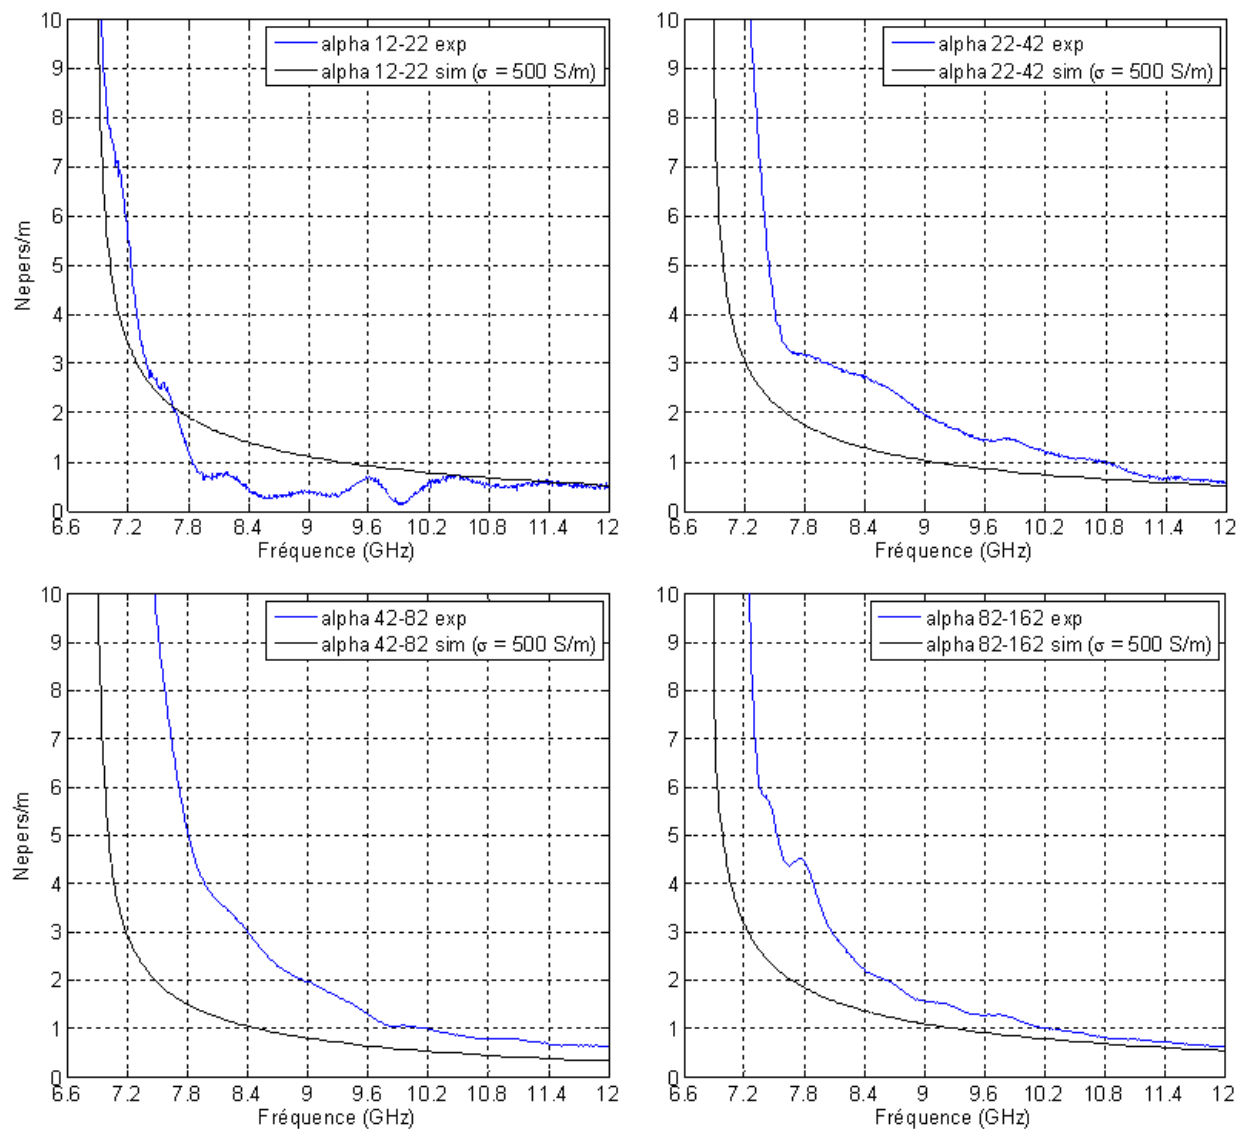 alpha 12-22 exp
alpha 12-22 sim (σ = 500 S/m)
Nepers/m
10
9
8
7
6
5
4
3
2
1
0
6.6 7.2 7.8 8.4 9 9.6 10.2 10.8 11.4 12
Fréquence (GHz)
alpha 22-42 exp
alpha 22-42 sim (σ = 500 S/m)
10
9
8
7
6
5
4
3
2
1
0
6.6 7.2 7.8 8.4 9 9.6 10.2 10.8 11.4 12
Fréquence (GHz)
alpha 42-82 exp
alpha 42-82 sim (σ = 500 S/m)
Nepers/m
10
9
8
7
6
5
4
3
2
1
0
6.6 7.2 7.8 8.4 9 9.6 10.2 10.8 11.4 12
Fréquence (GHz)
alpha 82-162 exp
alpha 82-162 sim (σ = 500 S/m)
10
9
8
7
6
5
4
3
2
1
0
6.6 7.2 7.8 8.4 9 9.6 10.2 10.8 11.4 12
Fréquence (GHz)